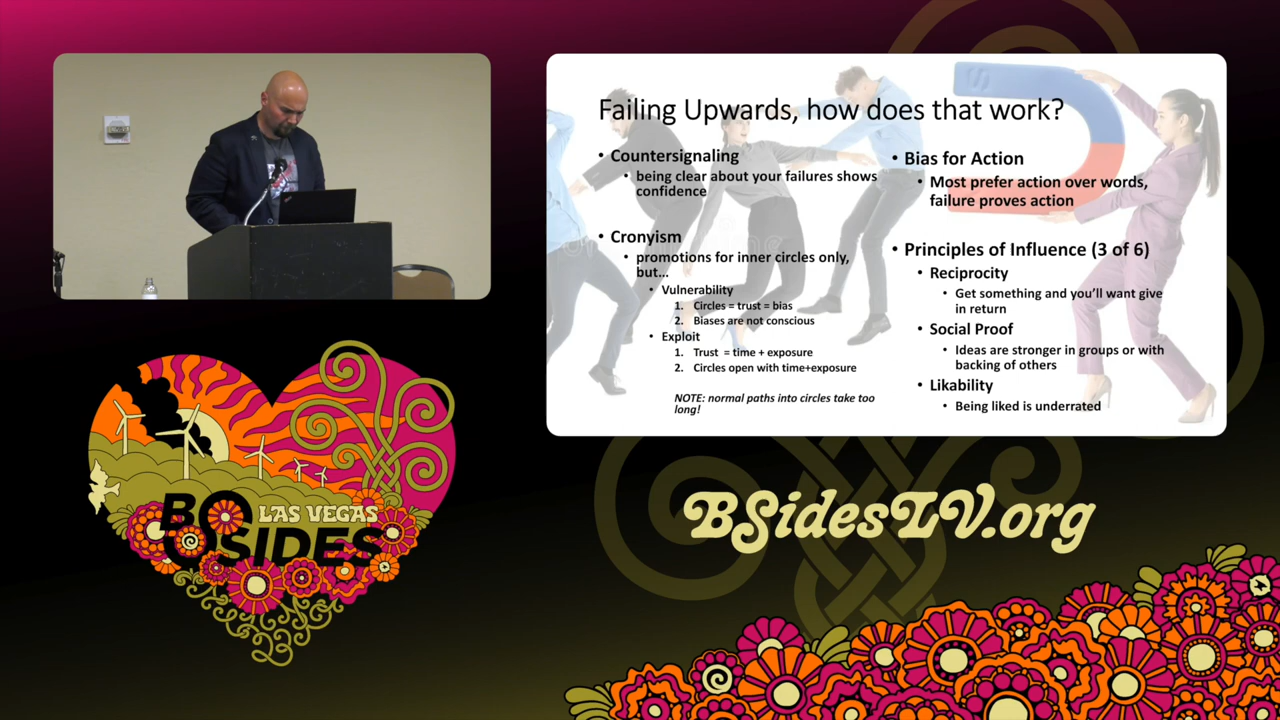 Failing Upwards, how does that work?
• Countersignaling
• being clear about your failures shows
confidence
• Cronyism
• promotions for inner circles only,
but...
• Vulnerability
1. Circles = trust = bias
2. Biases are not conscious
• Exploit
1. Trust = time + exposure
2. Circles open with time+exposure
NOTE: normal paths into circles take too
long!
• Bias for Action
• Most prefer action over words,
failure proves action
• Principles of Influence (3 of 6)
• Reciprocity
• Get something and you'll want give
in return
• Social Proof
• Ideas are stronger in groups or with
backing of others
• Likability
• Being liked is underrated
BSIDES
LAS VEGAS
23
BSidesLV.org